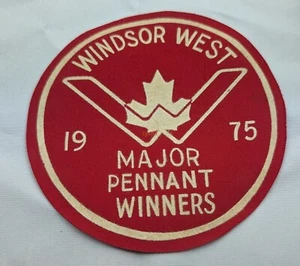 WINDSOR WEST
19 75
MAJOR
PENNANT
WINNERS